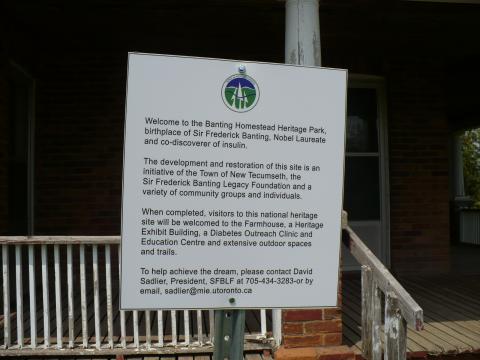 Welcome to the Banting Homestead Heritage Park,
birthplace of Sir Frederick Banting, Nobel Laureate
and co-discoverer of insulin.
The development and restoration of this site is an
initiative of the Town of New Tecumseth, the
Sir Frederick Banting Legacy Foundation and a
variety of community groups and individuals.
When completed, visitors to this national heritage
site will be welcomed to the Farmhouse, a Heritage
Exhibit Building, a Diabetes Outreach Clinic and
Education Centre and extensive outdoor spaces
and trails.
To help achieve the dream, please contact David
Sadlier, President, SFBLF at 705-434-3283-or by
email, sadlier@mie.utoronto.ca